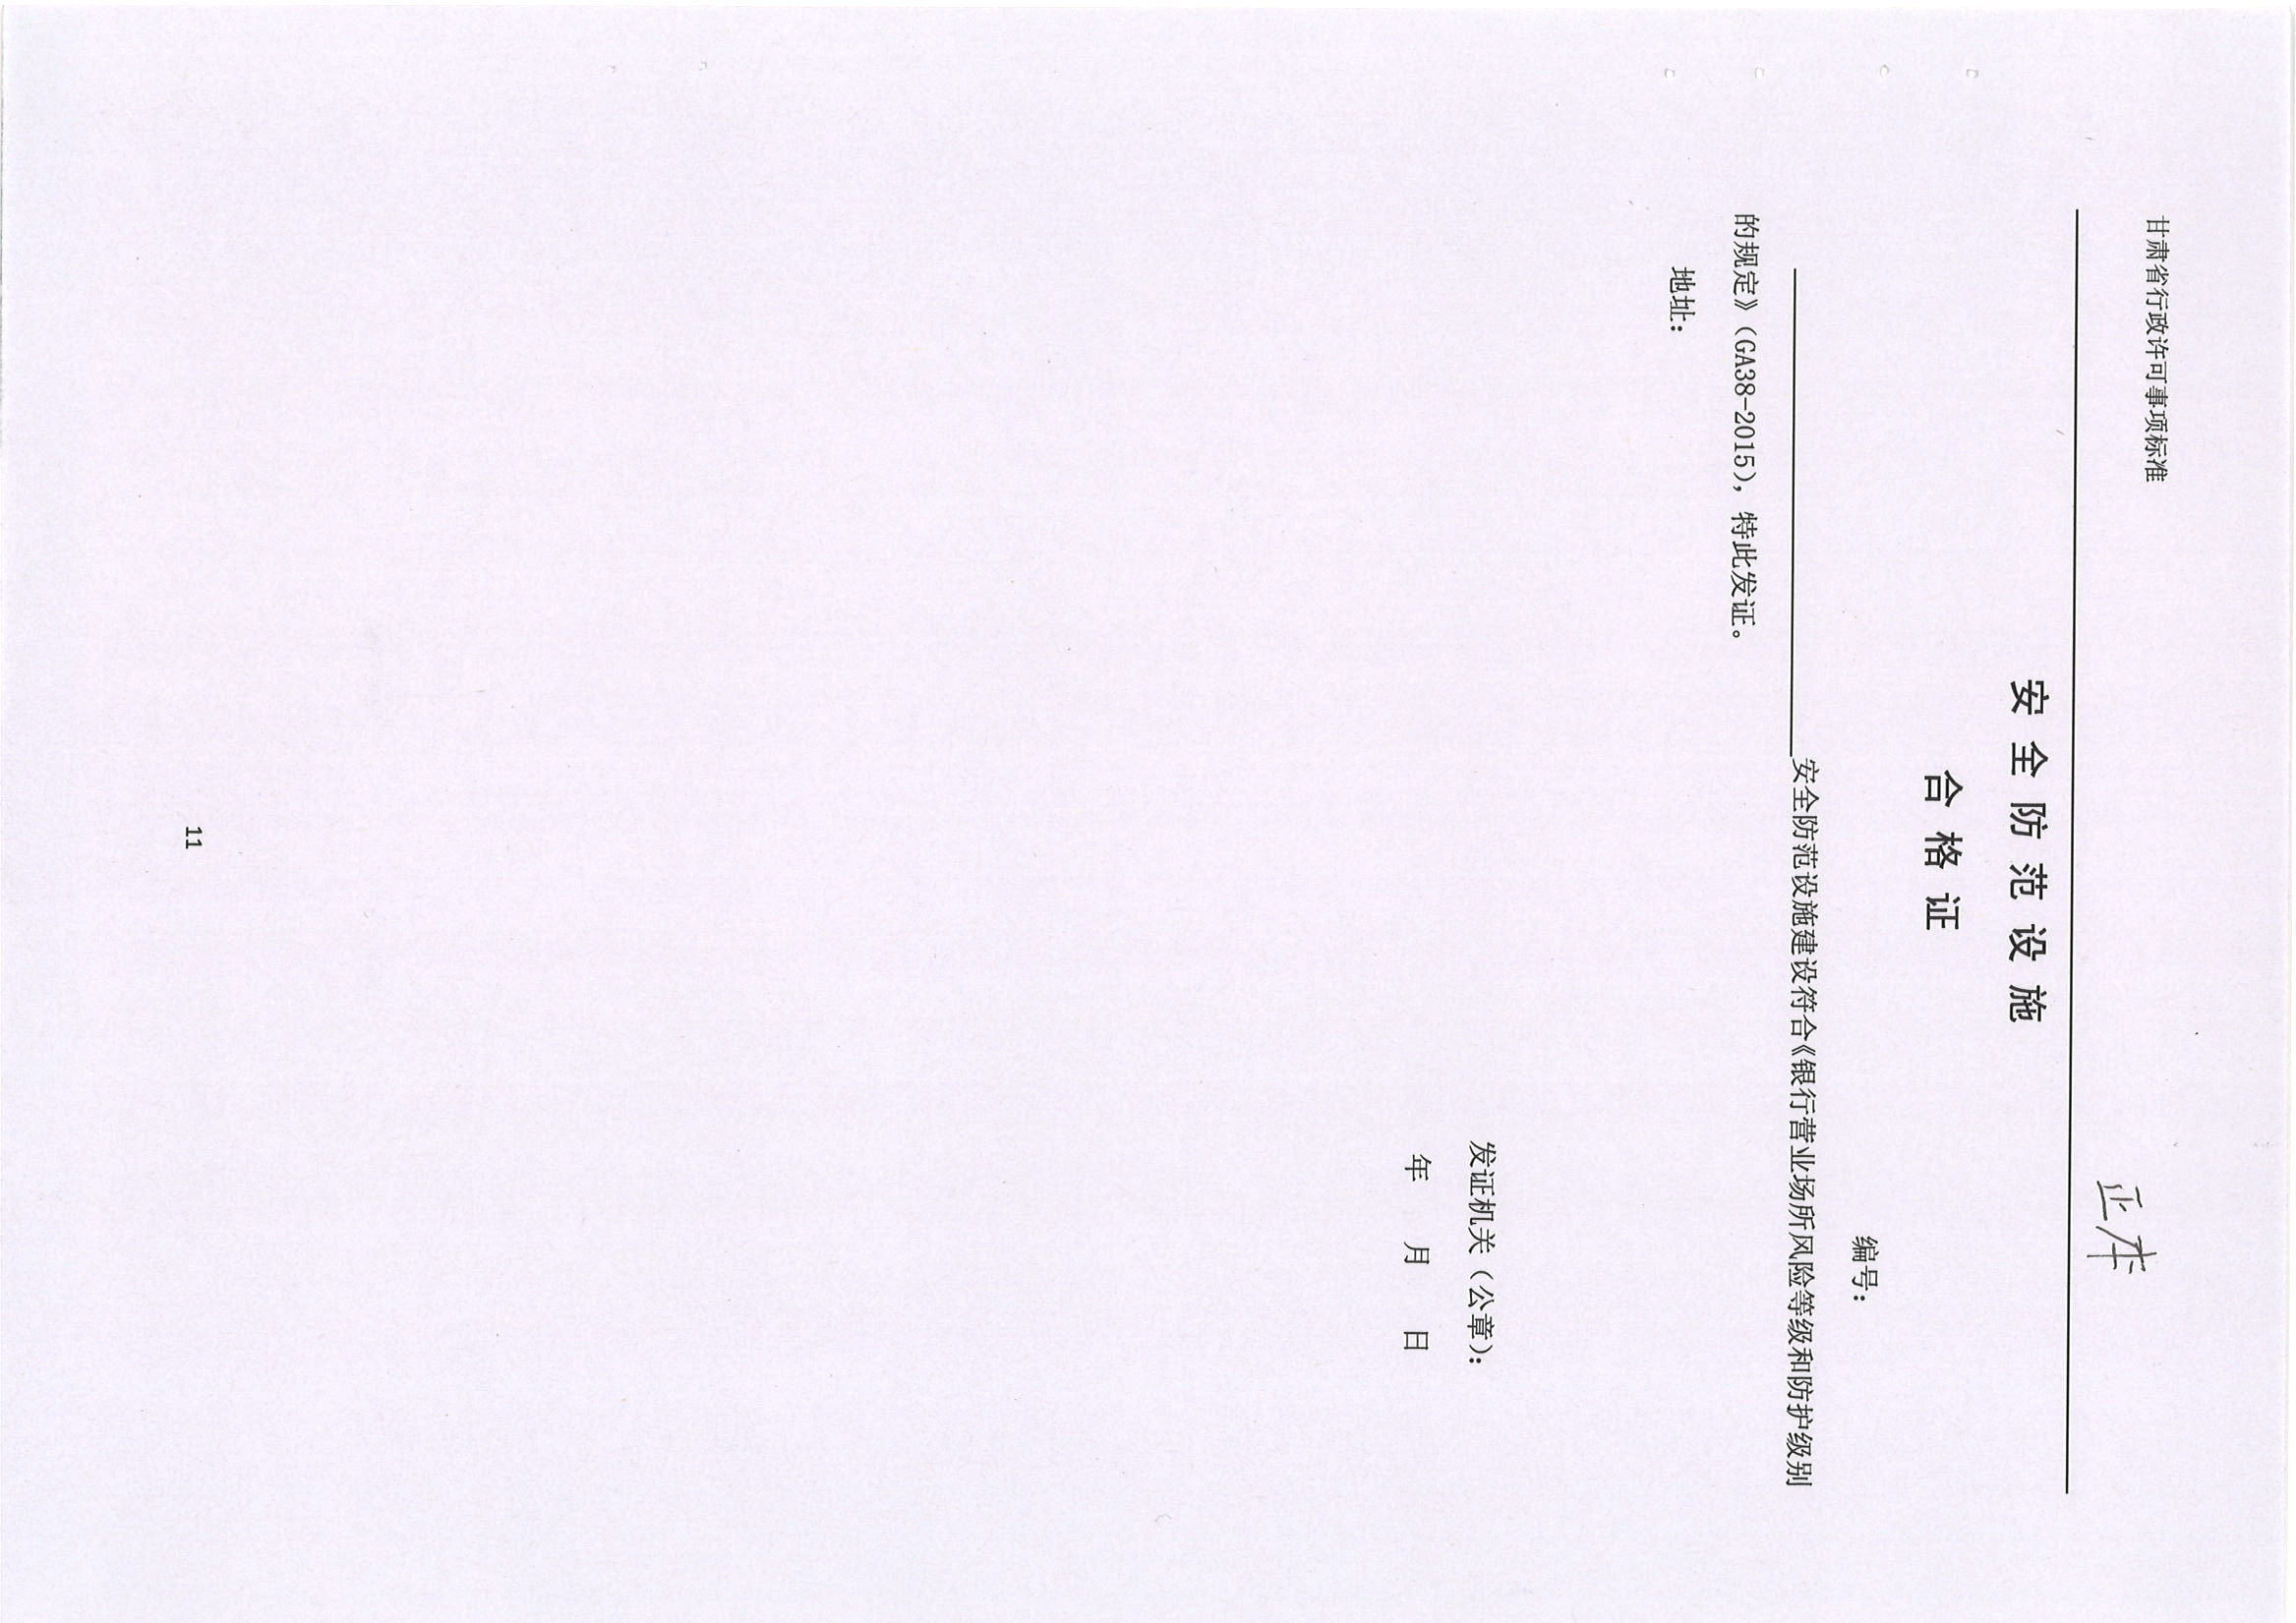 甘肃省行政许可事项标准
正本
安全防范设施
合格证
编号：
安全防范设施建设符合《银行营业场所风险等级和防护级别
的规定》（GA38-2015），特此发证。
地址：
发证机关（公章）：
年 月 日
11